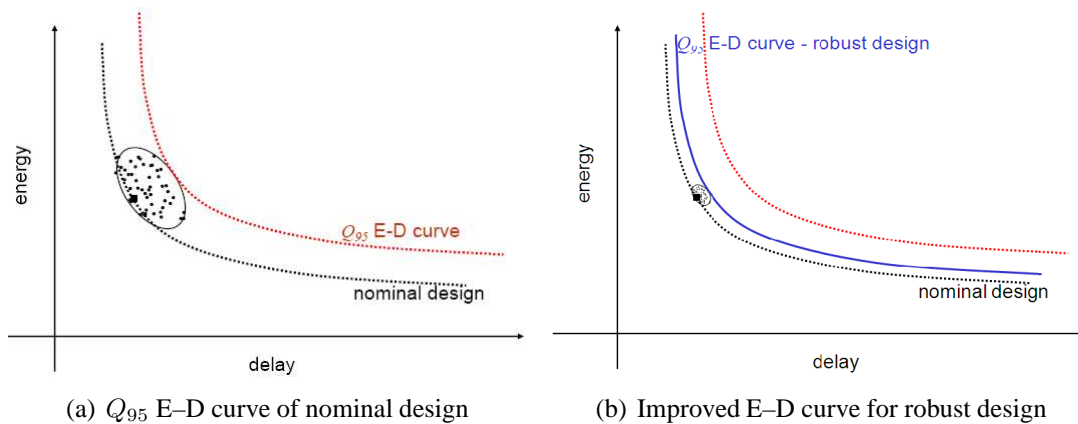 energy
Q95 E-D curve
nominal design
delay
(a) Q95 E–D curve of nominal design
Q95 E-D curve - robust design
energy
nominal design
delay
(b) Improved E–D curve for robust design